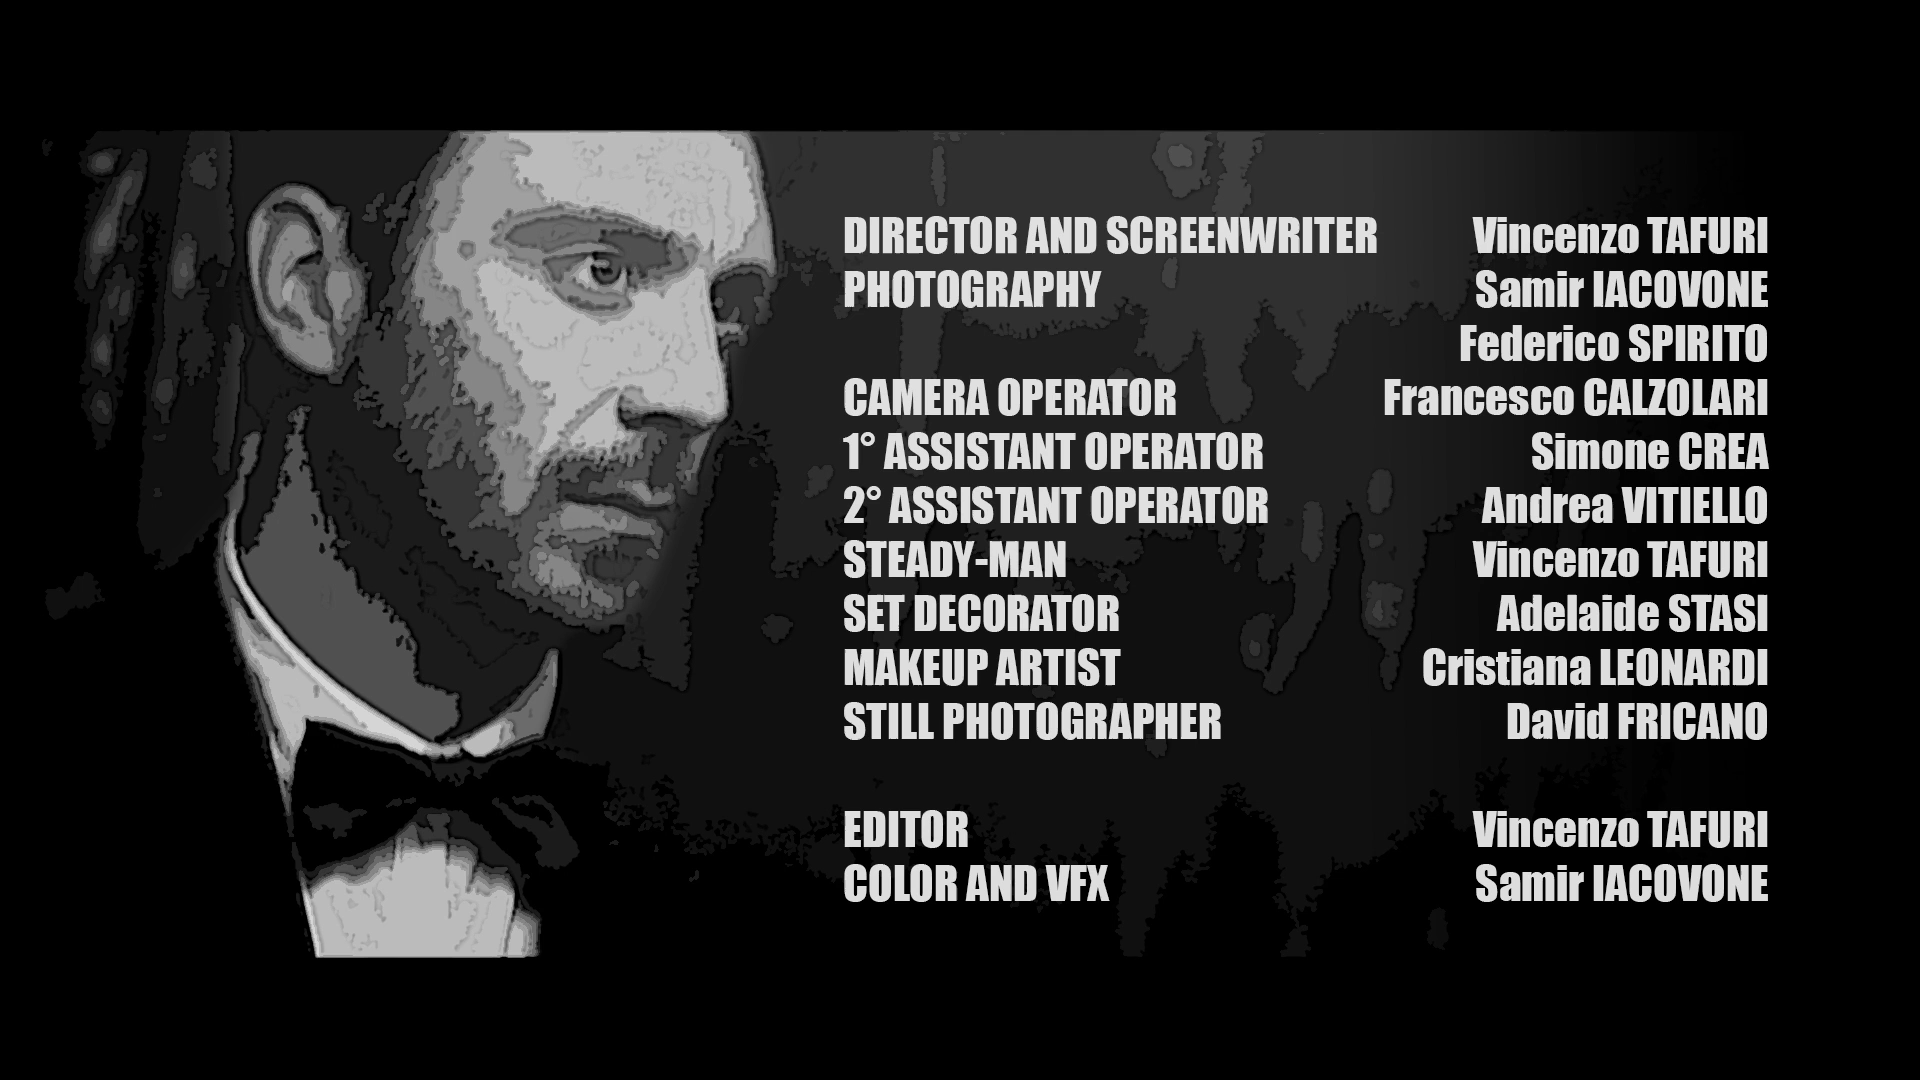 DIRECTOR AND SCREENWRITER Vincenzo TAFURI
PHOTOGRAPHY Samir IACOVONE
Federico SPIRITO
CAMERA OPERATOR Francesco CALZOLARI
1° ASSISTANT OPERATOR Simone CREA
2° ASSISTANT OPERATOR Andrea VITIELLO
STEADY-MAN Vincenzo TAFURI
SET DECORATOR Adelaide STASI
MAKEUP ARTIST Cristiana LEONARDI
STILL PHOTOGRAPHER David FRICANO
EDITOR Vincenzo TAFURI
COLOR AND VFX Samir IACOVONE